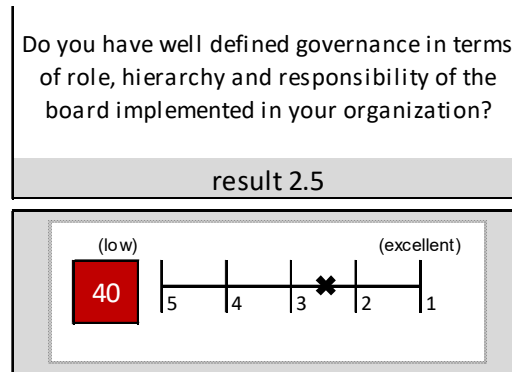 Do you have well defined governance in terms
of role, hierarchy and responsibility of the
board implemented in your organization?
result 2.5
(low) (excellent)
40 5 4 3 2 1